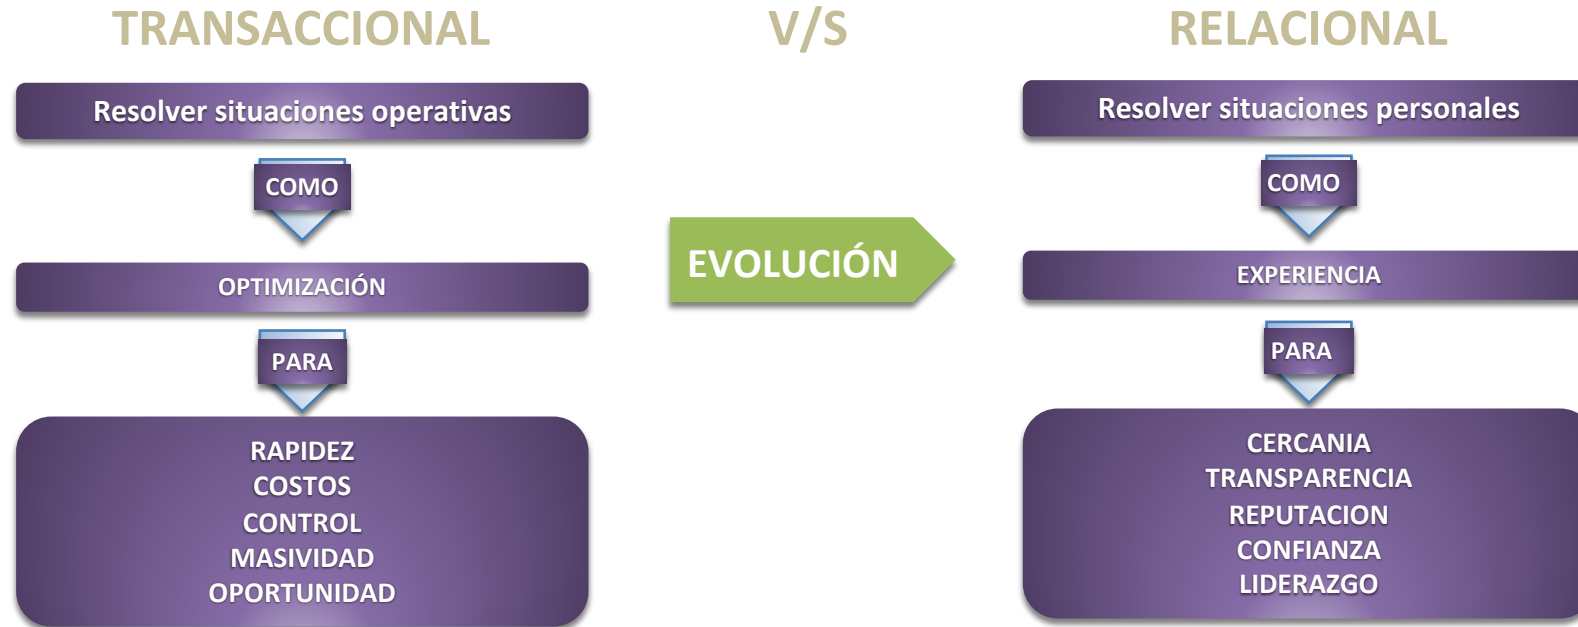 TRANSACCIONAL
V/S
RELACIONAL
Resolver situaciones operativas
COMO
OPTIMIZACIÓN
PARA
RAPIDEZ
COSTOS
CONTROL
MASIVIDAD
OPORTUNIDAD
EVOLUCIÓN
Resolver situaciones personales
COMO
EXPERIENCIA
PARA
CERCANIA
TRANSPARENCIA
REPUTACION
CONFIANZA
LIDERAZGO